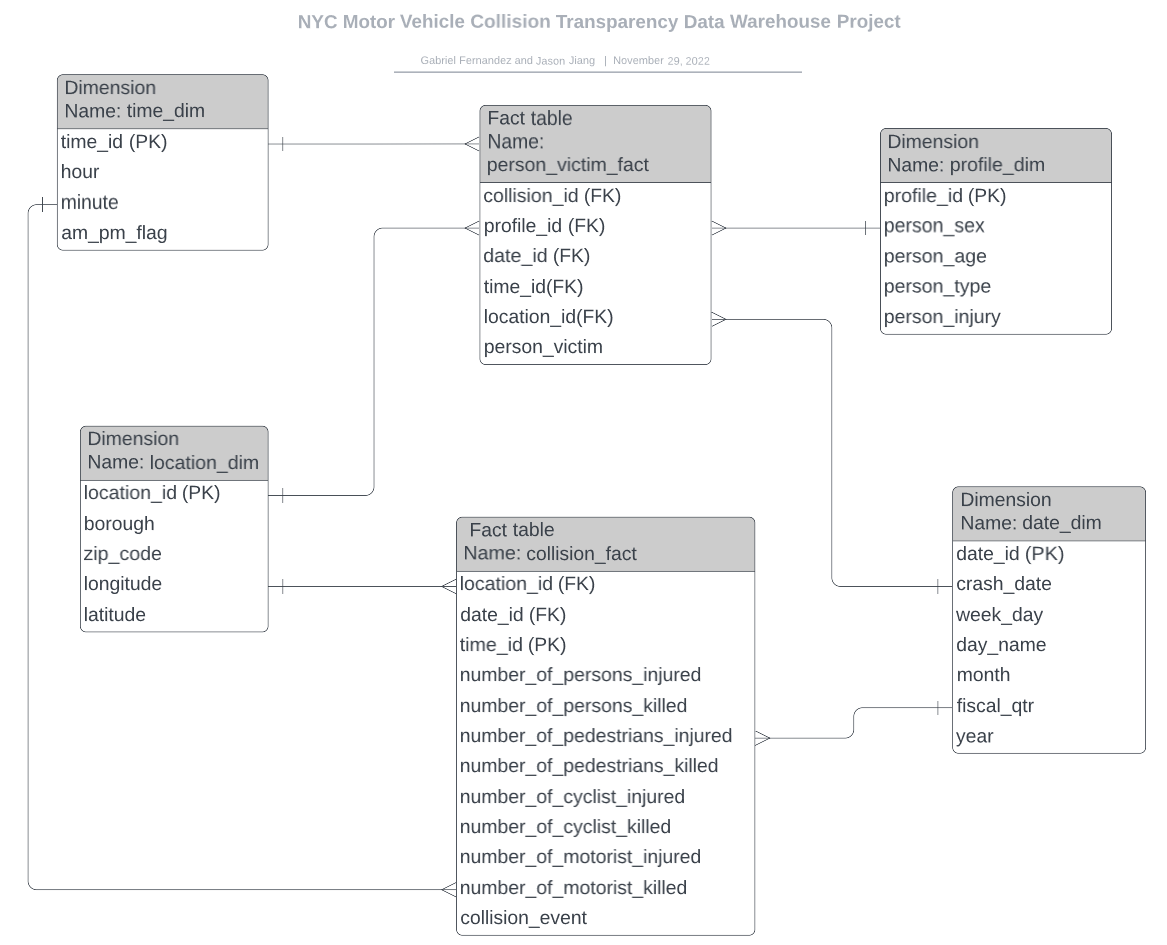 NYC Motor Vehicle Collision Transparency Data Warehouse Project
Gabriel Fernandez and Jason Jiang | November 29, 2022
Dimension
Name: time_dim
time_id (PK)
hour
minute
am_pm_flag
Fact table
Name:
person_victim_fact
collision_id (FK)
profile_id (FK)
date_id (FK)
time_id(FK)
location_id(FK)
person_victim
Dimension
Name: profile_dim
profile_id (PK)
person_sex
person_age
person_type
person_injury
Dimension
Name: location_dim
location_id (PK)
borough
zip_code
longitude
latitude
Fact table
Name: collision_fact
location_id (FK)
date_id (FK)
time_id (PK)
number_of_persons_injured
number_of_persons_killed
number_of_pedestrians_injured
number_of_pedestrians_killed
number_of_cyclist_injured
number_of_cyclist_killed
number_of_motorist_injured
number_of_motorist_killed
collision_event
Dimension
Name: date_dim
date_id (PK)
crash_date
week_day
day_name
month
fiscal_qtr
year